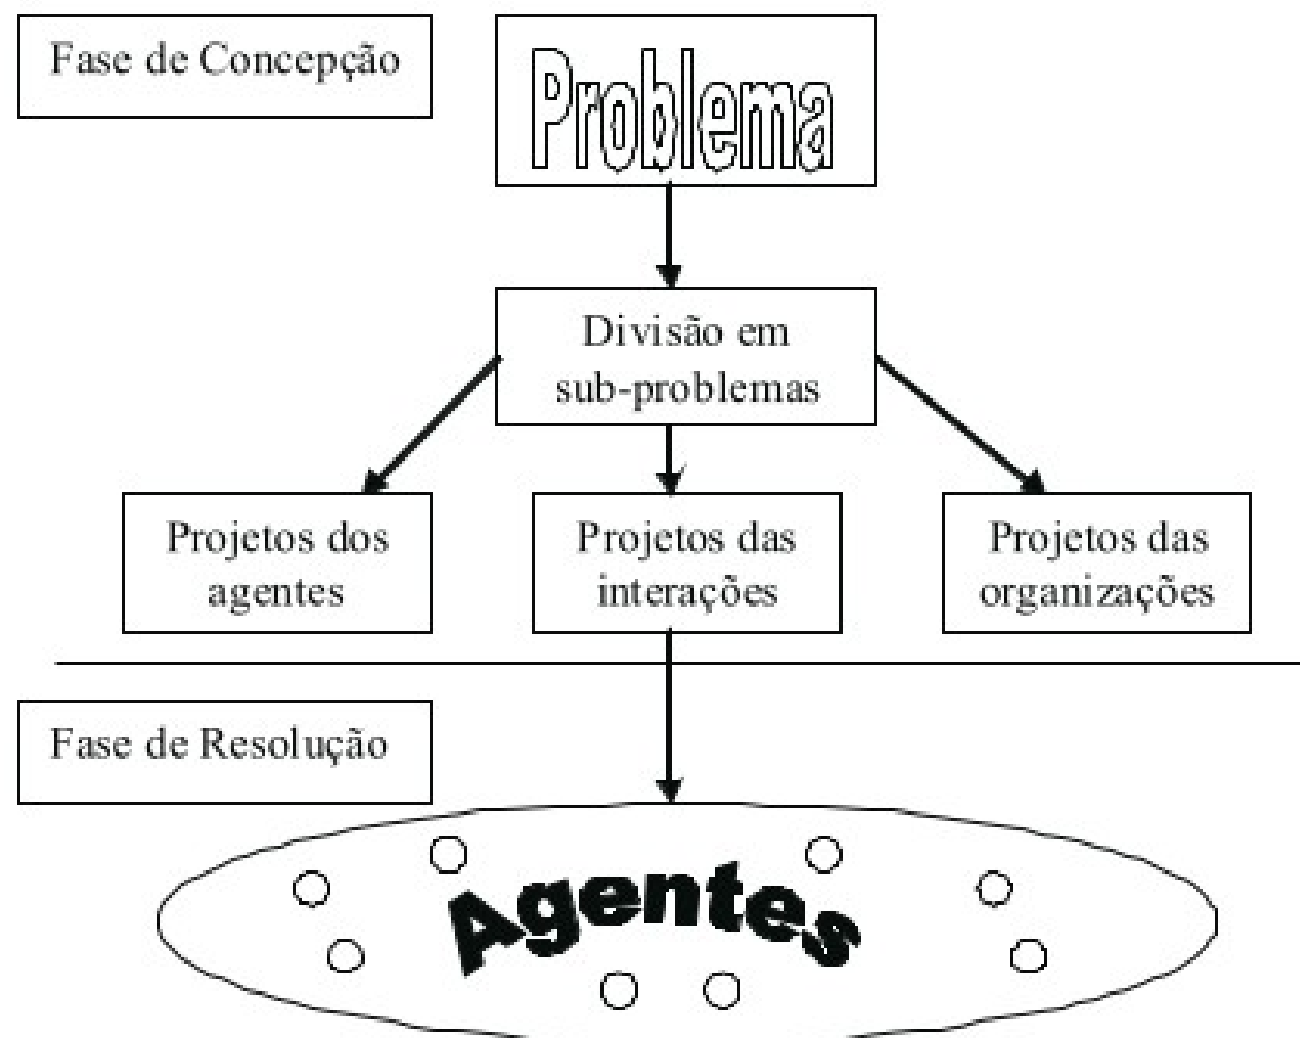 Fase de Concepção
Problema
Divisão em
sub-problemas
Projetos dos
agentes
Projetos das
interações
Projetos das
organizações
Fase de Resolução
Agentes